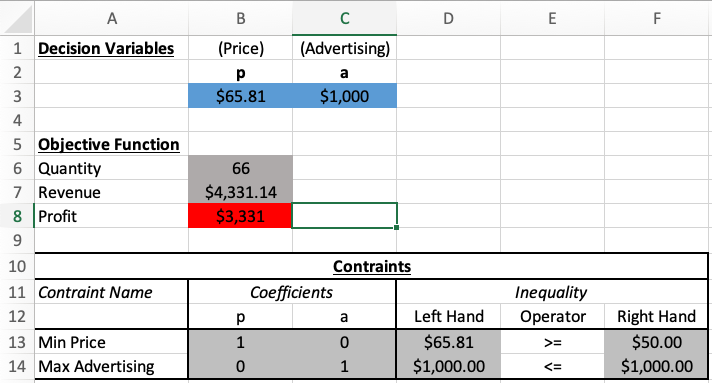 A B C D E F
1 Decision Variables (Price) (Advertising)
2 p a
3 $65.81 $1,000
4
5 Objective Function
6 Quantity 66
7 Revenue $4,331.14
8 Profit $3,331
9
10 Contraints
11 Contraint Name Coefficients Inequality
12 p a Left Hand Operator Right Hand
13 Min Price 1 0 $65.81 >= $50.00
14 Max Advertising 0 1 $1,000.00 <= $1,000.00